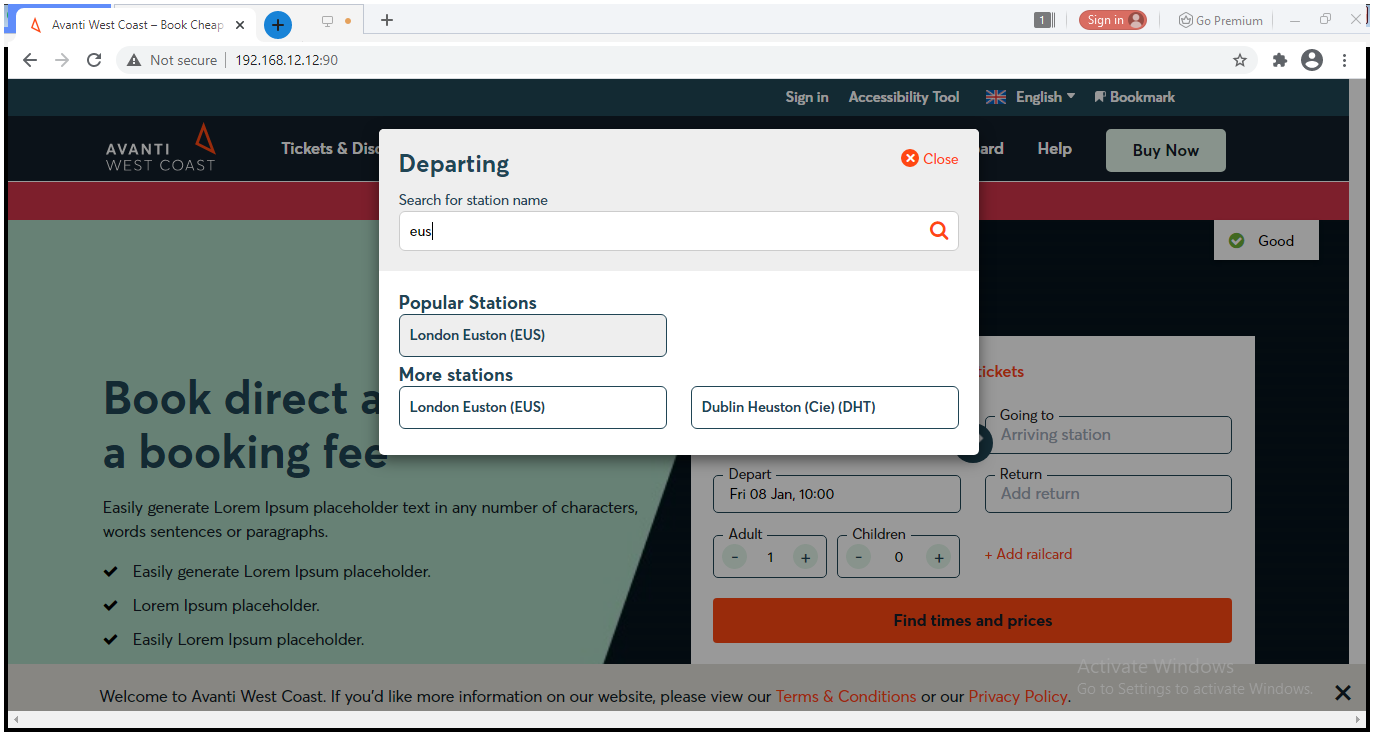 Avanti West Coast – Book Cheap
1
Sign in
Go Premium
Not secure
192.168.12.12:90
Sign in
Accessibility Tool
English
Bookmark
AVANTI
WEST COAST
Tickets & Disc
ard
Help
Buy Now
Departing
Close
Search for station name
eus
Good
Popular Stations
London Euston (EUS)
More stations
London Euston (EUS)
Dublin Heuston (Cie) (DHT)
Book direct a
a booking fee
Easily generate Lorem Ipsum placeholder text in any number of characters,
words sentences or paragraphs.
Easily generate Lorem Ipsum placeholder.
Lorem Ipsum placeholder.
Easily Lorem Ipsum placeholder.
tickets
Going to
Arriving station
Depart
Fri 08 Jan, 10:00
Return
Add return
Adult
- 1 +
Children
- 0 +
+ Add railcard
Find times and prices
Activate Windows
Go to Settings to activate Windows.
Welcome to Avanti West Coast. If you’d like more information on our website, please view our Terms & Conditions or our Privacy Policy.